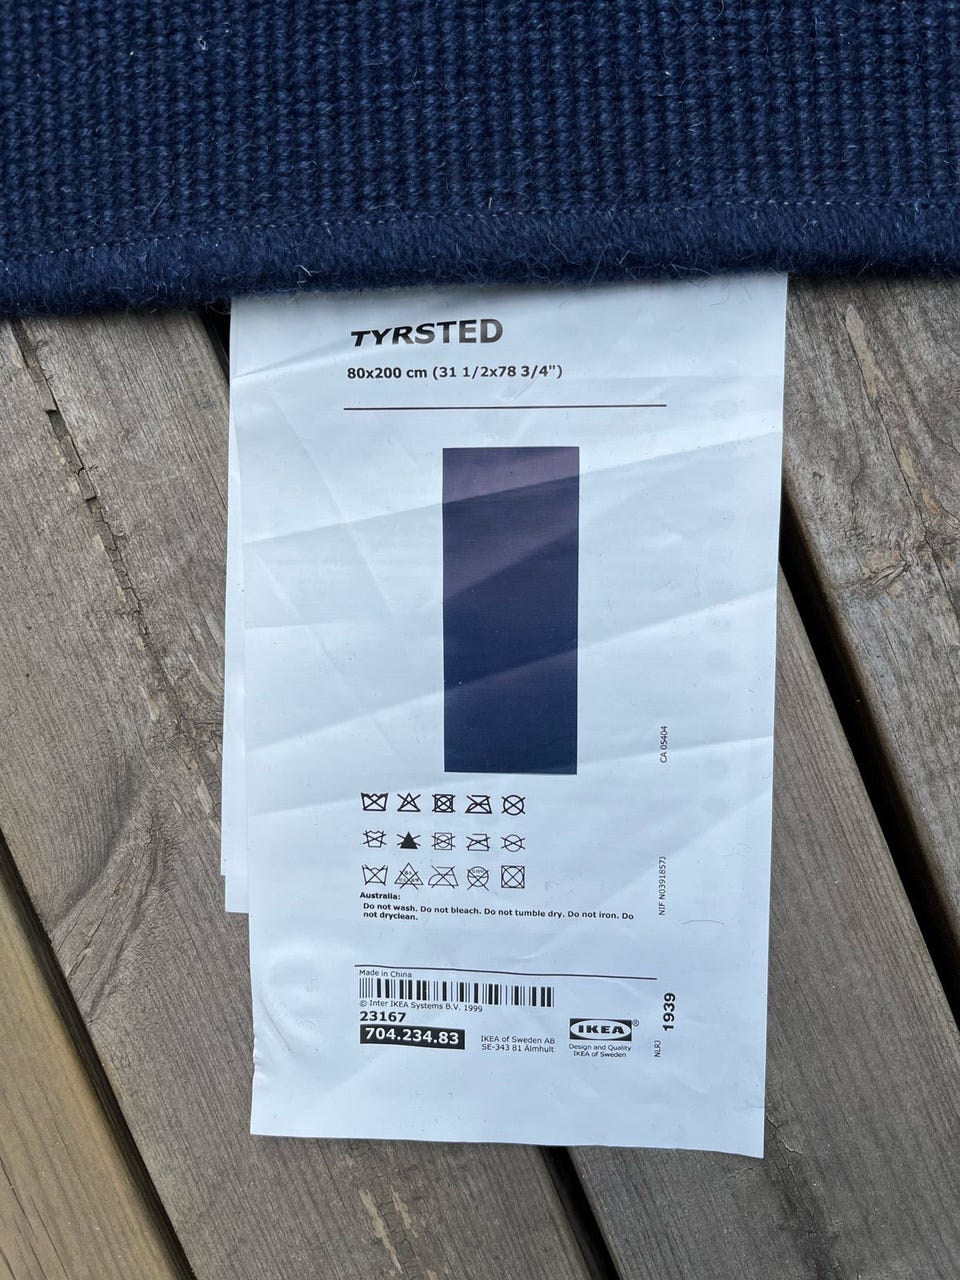 TYRSTED
80x200 cm (31 1/2x78 3/4")
CA 05404
NIF N0391857J
Australia:
Do not wash. Do not bleach. Do not tumble dry. Do not iron. Do
not dryclean.
Made in China
© Inter IKEA Systems B.V. 1999
23167
704.234.83
IKEA of Sweden AB
SE-343 81 Älmhult
IKEA®
Design and Quality
IKEA of Sweden
1939
NLRJ